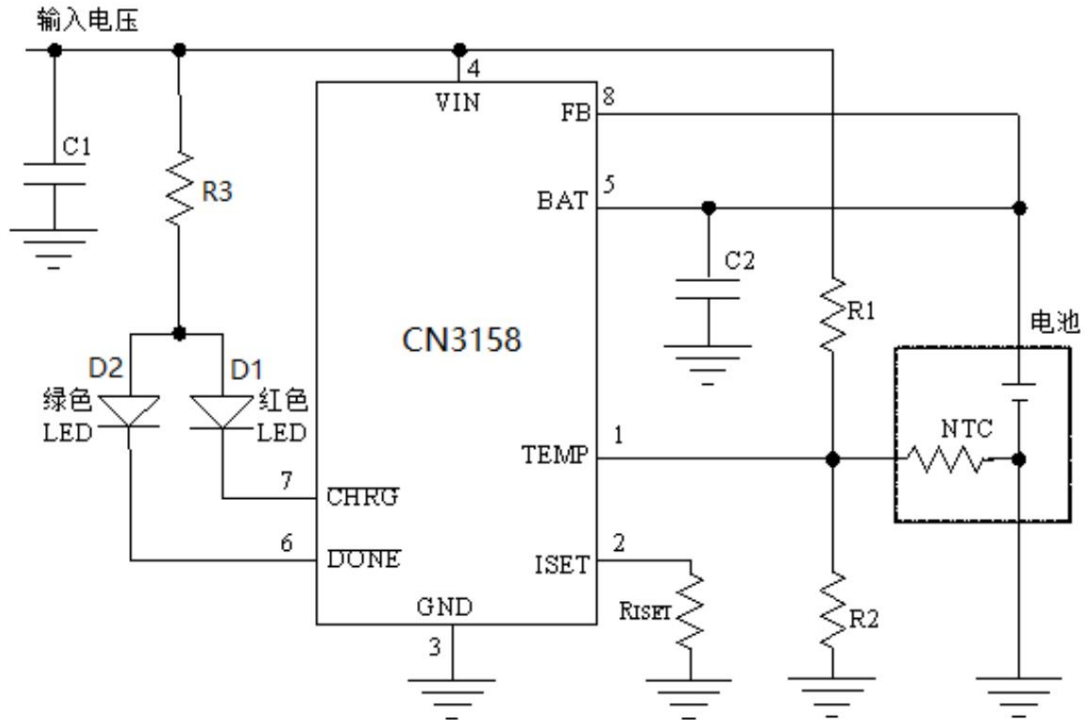 输入电压
4
VIN
8
FB
C1
R3
5
BAT
C2
CN3158
R1
电池
D2
D1
绿色
LED
红色
LED
NTC
1
TEMP
7
CHRG
6
DONE
2
ISET
RISET
R2
GND
3